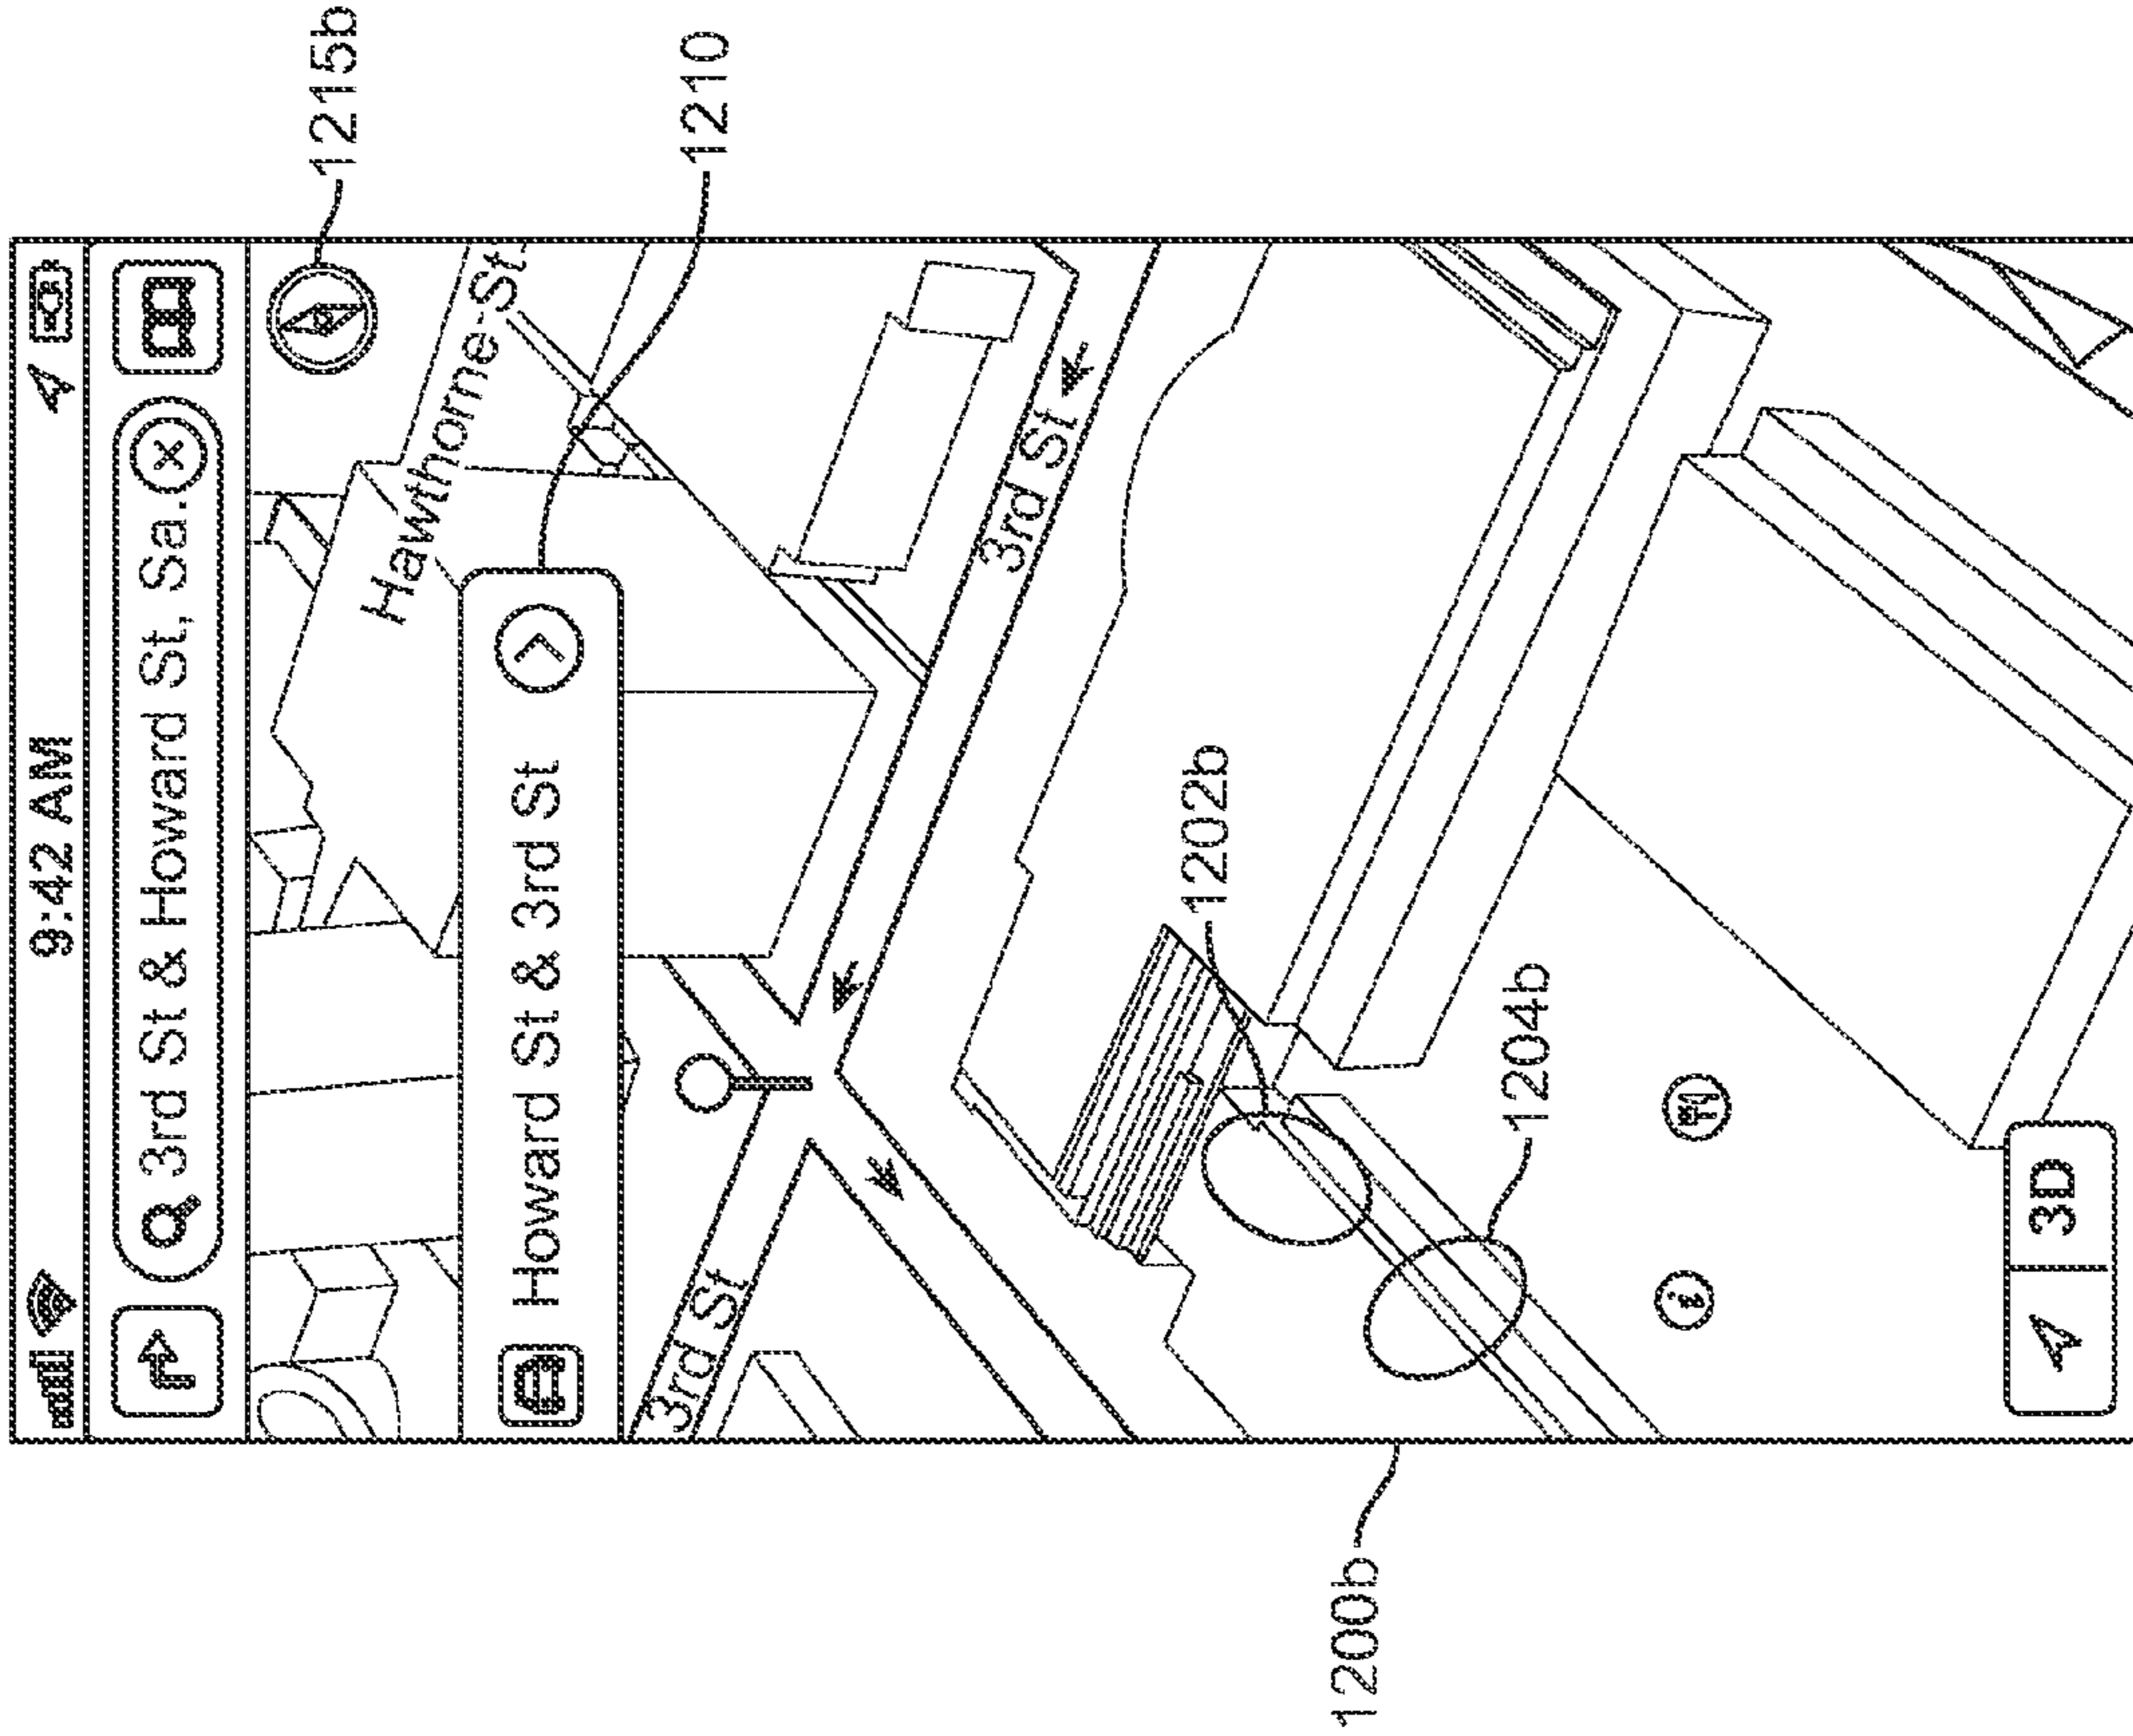 9:42 AM
3rd St & Howard St, Sa.
1215b
Hawthorne St
Howard St & 3rd St
1210
3rd St
3rd St
1202b
1200b
1204b
i
3D